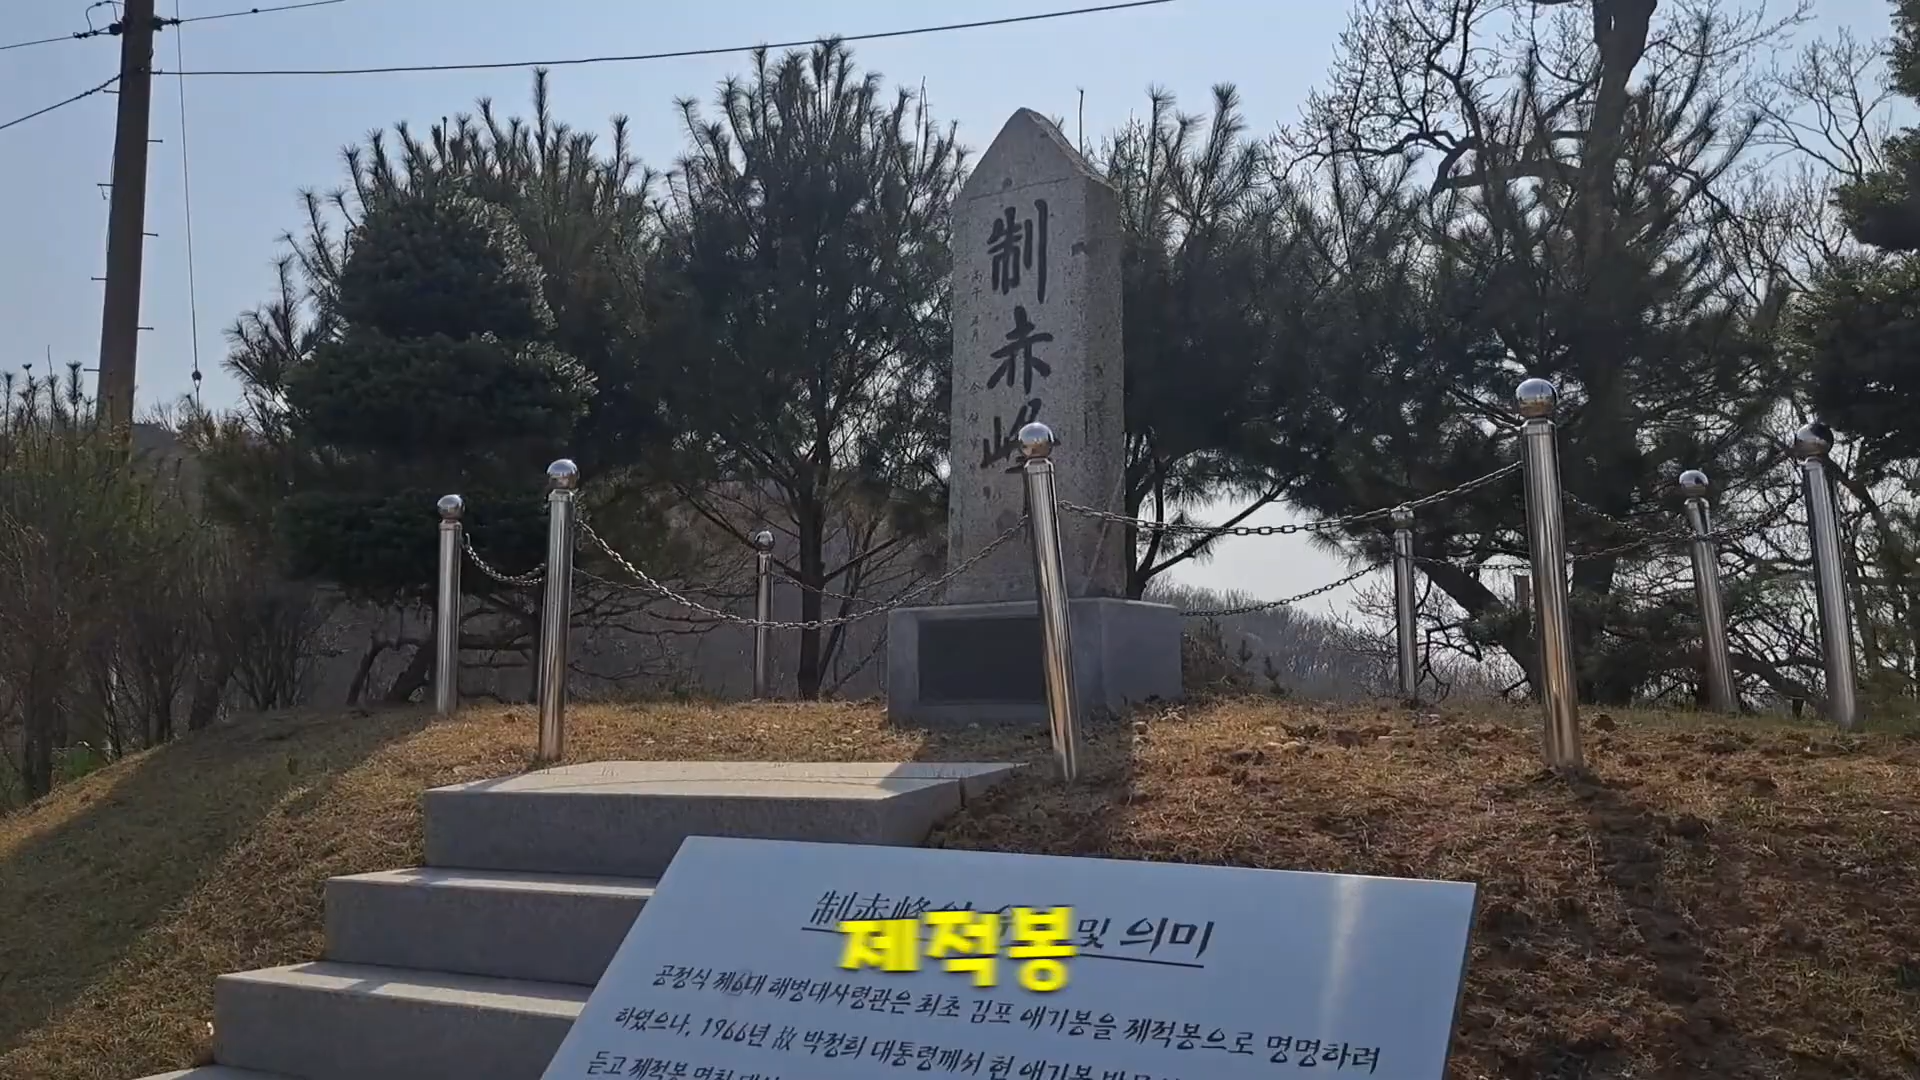 制赤峰
制赤峰 및 의미
제적봉
공정식 제6대 해병대사령관은 최초 김포 애기봉을 제적봉으로 명명하려
하였으나, 1966년 故 박정희 대통령께서 현 애기봉
듣고 제적봉 명칭